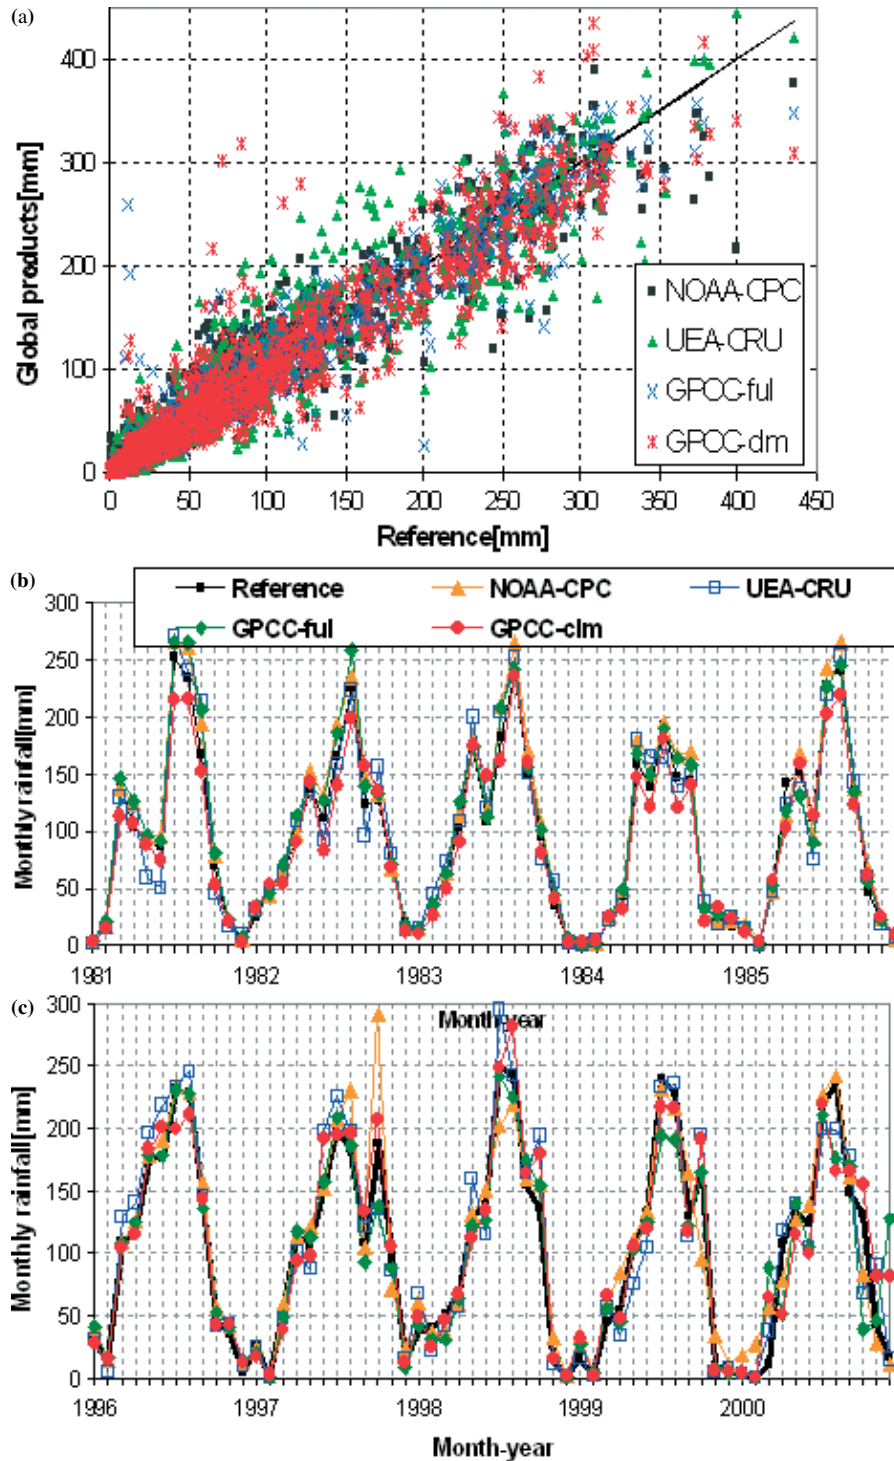 (a)
400
300
200
100
0
Global products[mm]
NOAA-CPC
UEA-CRU
GPCC-ful
GPCC-clm
0 50 100 150 200 250 300 350 400 450
Reference[mm]
(b)
Reference NOAA-CPC UEA-CRU
GPCC-ful GPCC-clm
300
250
200
150
100
50
0
Monthly rainfall[mm]
1981 1982 1983 1984 1985
Month-year
(c)
300
250
200
150
100
50
0
Monthly rainfall[mm]
1996 1997 1998 1999 2000
Month-year